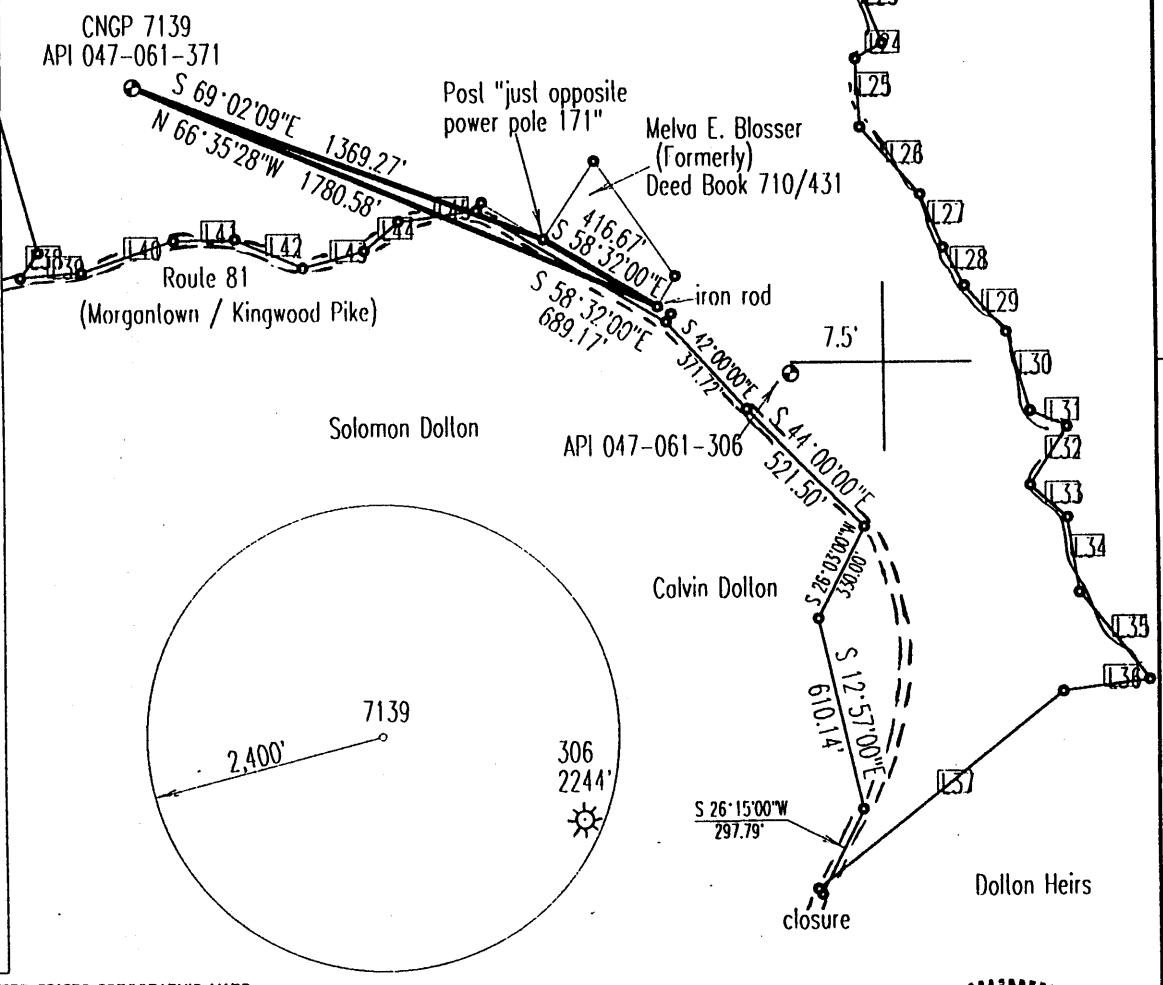 CNGP 7139
API 047-061-371
S 69°02'09"E 1369.27'
N 66°35'28"W 1780.58'
Post "just opposite
power pole 171"
Melva E. Blosser
(Formerly)
Deed Book 710/431
416.67'
S 58°32'00"E
iron rod
S 58°32'00"E
689.17'
S 42°00'00"E
371.72'
7.5'
API 047-061-306
S 44°00'00"E
521.50'
Route 81
(Morgantown / Kingwood Pike)
L38
L39
L40
L41
L42
L43
L44
L24
L25
L26
L27
L28
L29
L30
L31
L32
L33
L34
L35
L36
L37
Solomon Dolton
Calvin Dolton
S 26°03'00"W
330.00'
S 12°57'00"E
610.14'
S 26°15'00"W
297.79'
closure
Dolton Heirs
7139
2,400'
306
2244'